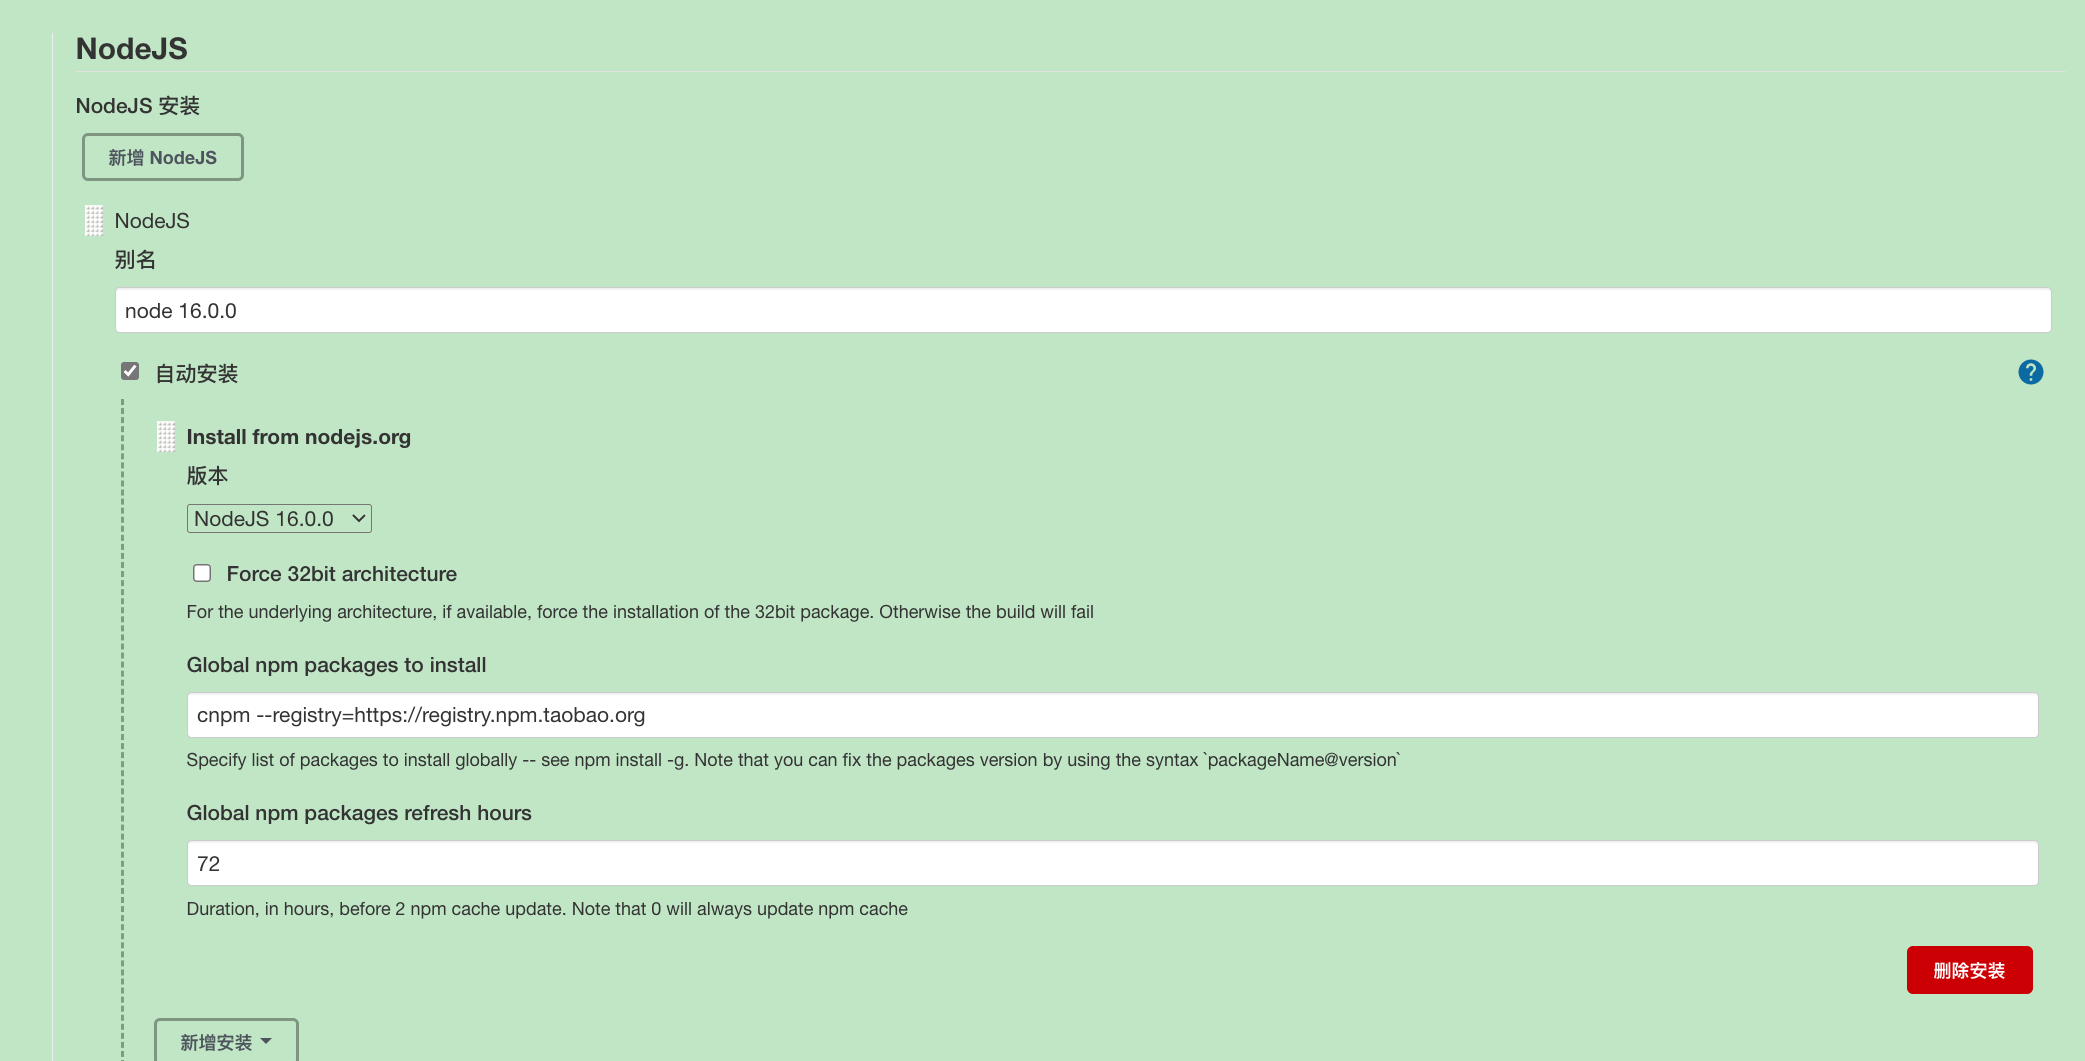 NodeJS
NodeJS 安装
新增 NodeJS
NodeJS
别名
node 16.0.0
自动安装
?
Install from nodejs.org
版本
NodeJS 16.0.0
Force 32bit architecture
For the underlying architecture, if available, force the installation of the 32bit package. Otherwise the build will fail
Global npm packages to install
cnpm --registry=https://registry.npm.taobao.org
Specify list of packages to install globally -- see npm install -g. Note that you can fix the packages version by using the syntax `packageName@version`
Global npm packages refresh hours
72
Duration, in hours, before 2 npm cache update. Note that 0 will always update npm cache
删除安装
新增安装